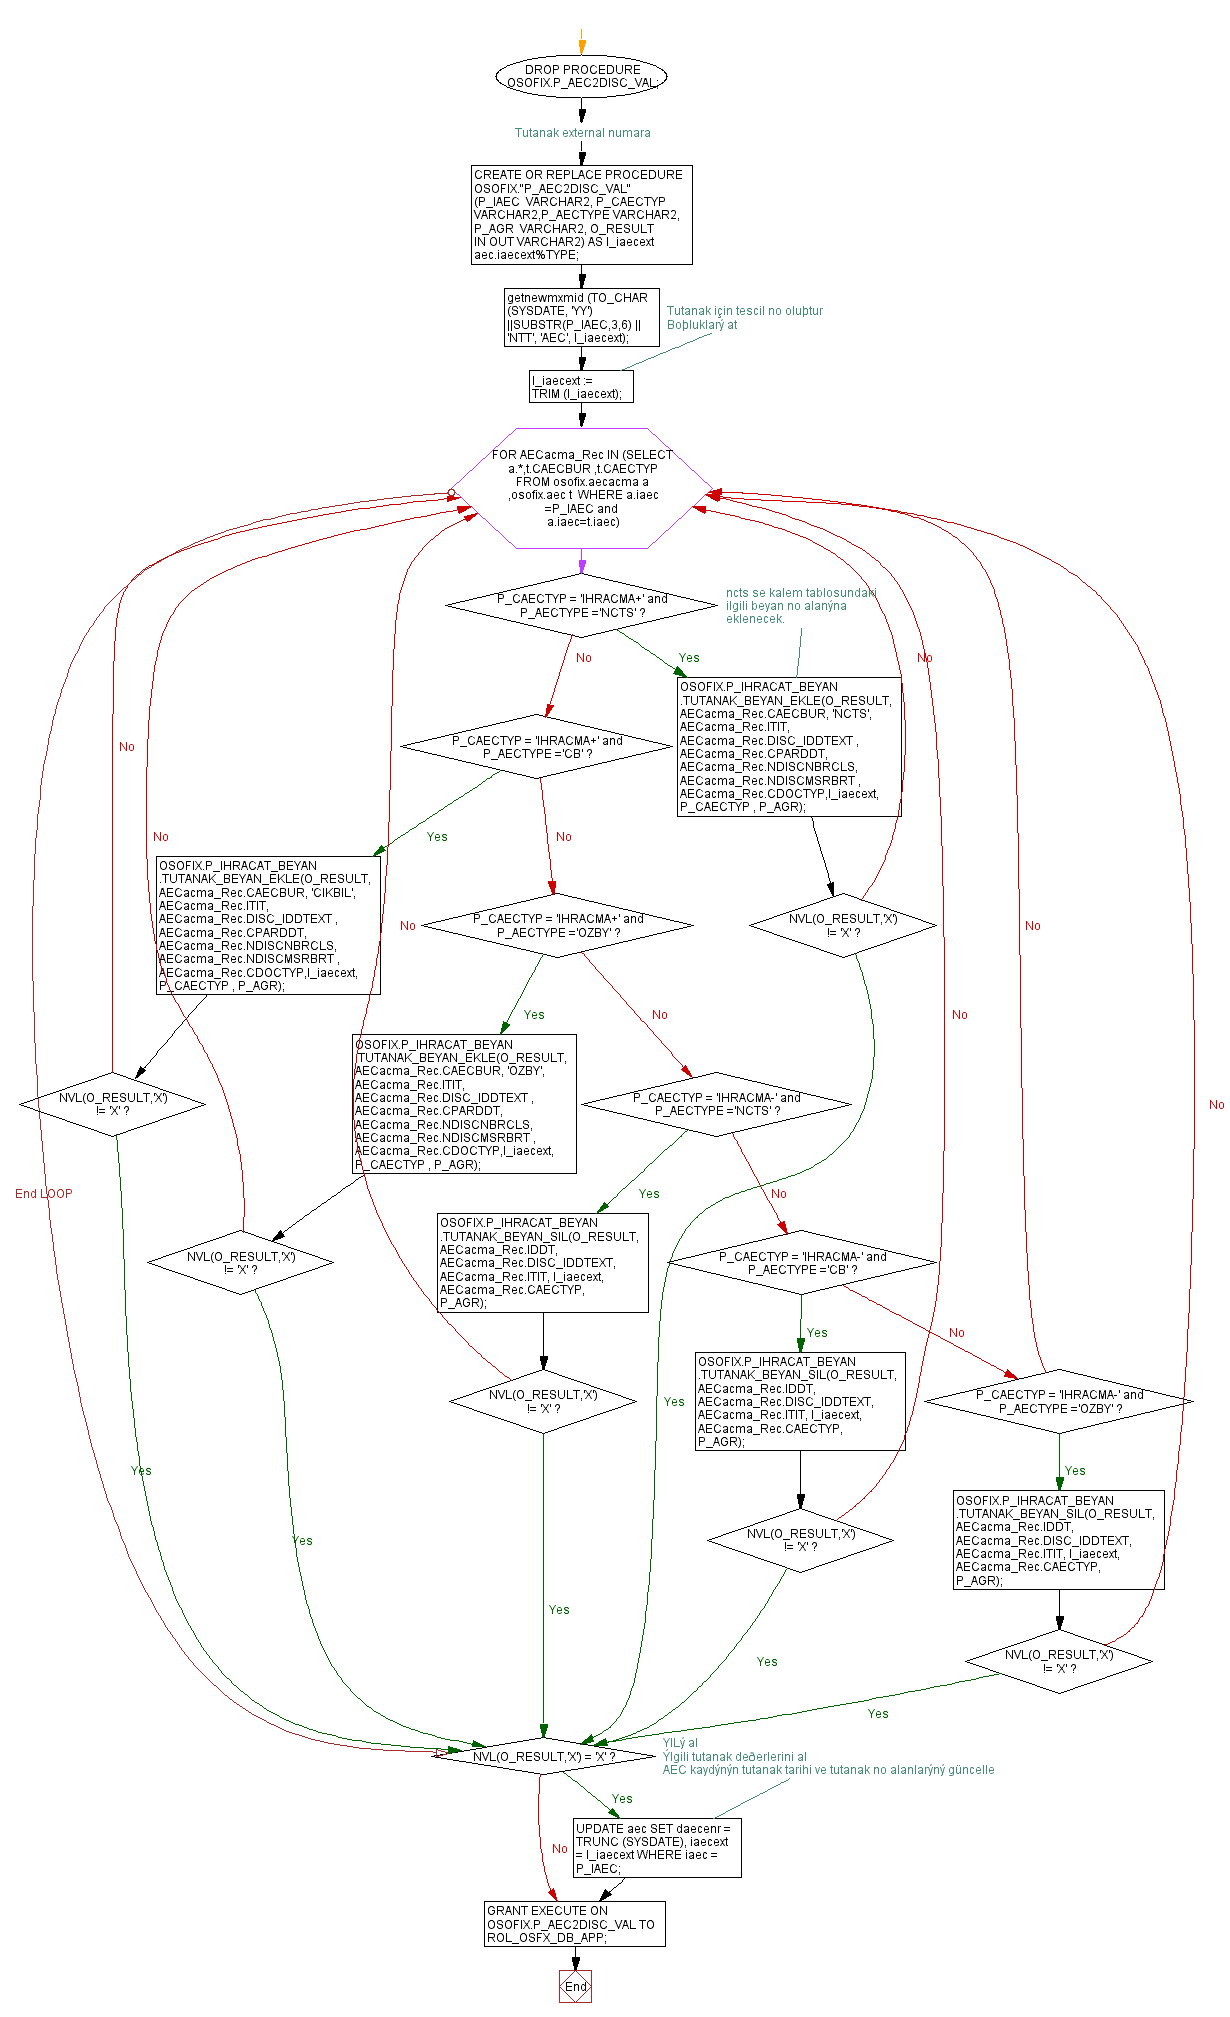 DROP PROCEDURE
OSOFIX.P_AEC2DISC_VAL;
Tutanak external numara
CREATE OR REPLACE PROCEDURE
OSOFIX."P_AEC2DISC_VAL"
(P_IAEC VARCHAR2, P_CAECTYP
VARCHAR2,P_AECTYPE VARCHAR2,
P_AGR VARCHAR2, O_RESULT
IN OUT VARCHAR2) AS l_iaecext
aec.iaecext%TYPE;
getnewmxmid (TO_CHAR
(SYSDATE, 'YY')
||SUBSTR(P_IAEC,3,6) ||
'NTT', 'AEC', l_iaecext);
Tutanak için tescil no oluþtur
Boþluklarý at
l_iaecext :=
TRIM (l_iaecext);
FOR AECacma_Rec IN (SELECT
a.*,t.CAECBUR ,t.CAECTYP
FROM osofix.aecacma a
,osofix.aec t WHERE a.iaec
=P_IAEC and
a.iaec=t.iaec)
P_CAECTYP = 'IHRACMA+' and
P_AECTYPE ='NCTS' ?
ncts se kalem tablosundaki
ilgili beyan no alanýna
eklenecek.
No
Yes
No
OSOFIX.P_IHRACAT_BEYAN
.TUTANAK_BEYAN_EKLE(O_RESULT,
AECacma_Rec.CAECBUR, 'NCTS',
AECacma_Rec.ITIT,
AECacma_Rec.DISC_IDDTEXT ,
AECacma_Rec.CPARDDT,
AECacma_Rec.NDISCNBRCLS,
AECacma_Rec.NDISCMSRBRT ,
AECacma_Rec.CDOCTYP,l_iaecext,
P_CAECTYP , P_AGR);
P_CAECTYP = 'IHRACMA+' and
P_AECTYPE ='CB' ?
No
No
Yes
No
OSOFIX.P_IHRACAT_BEYAN
.TUTANAK_BEYAN_EKLE(O_RESULT,
AECacma_Rec.CAECBUR, 'CIKBIL',
AECacma_Rec.ITIT,
AECacma_Rec.DISC_IDDTEXT ,
AECacma_Rec.CPARDDT,
AECacma_Rec.NDISCNBRCLS,
AECacma_Rec.NDISCMSRBRT ,
AECacma_Rec.CDOCTYP,l_iaecext,
P_CAECTYP , P_AGR);
No
P_CAECTYP = 'IHRACMA+' and
P_AECTYPE ='OZBY' ?
NVL(O_RESULT,'X')
!= 'X' ?
No
Yes
No
No
OSOFIX.P_IHRACAT_BEYAN
.TUTANAK_BEYAN_EKLE(O_RESULT,
AECacma_Rec.CAECBUR, 'OZBY',
AECacma_Rec.ITIT,
AECacma_Rec.DISC_IDDTEXT ,
AECacma_Rec.CPARDDT,
AECacma_Rec.NDISCNBRCLS,
AECacma_Rec.NDISCMSRBRT ,
AECacma_Rec.CDOCTYP,l_iaecext,
P_CAECTYP , P_AGR);
NVL(O_RESULT,'X')
!= 'X' ?
P_CAECTYP = 'IHRACMA-' and
P_AECTYPE ='NCTS' ?
No
End LOOP
Yes
No
OSOFIX.P_IHRACAT_BEYAN
.TUTANAK_BEYAN_SIL(O_RESULT,
AECacma_Rec.IDDT,
AECacma_Rec.DISC_IDDTEXT,
AECacma_Rec.ITIT, l_iaecext,
AECacma_Rec.CAECTYP,
P_AGR);
NVL(O_RESULT,'X')
!= 'X' ?
P_CAECTYP = 'IHRACMA-' and
P_AECTYPE ='CB' ?
Yes
No
OSOFIX.P_IHRACAT_BEYAN
.TUTANAK_BEYAN_SIL(O_RESULT,
AECacma_Rec.IDDT,
AECacma_Rec.DISC_IDDTEXT,
AECacma_Rec.ITIT, l_iaecext,
AECacma_Rec.CAECTYP,
P_AGR);
NVL(O_RESULT,'X')
!= 'X' ?
Yes
P_CAECTYP = 'IHRACMA-' and
P_AECTYPE ='OZBY' ?
Yes
Yes
OSOFIX.P_IHRACAT_BEYAN
.TUTANAK_BEYAN_SIL(O_RESULT,
AECacma_Rec.IDDT,
AECacma_Rec.DISC_IDDTEXT,
AECacma_Rec.ITIT, l_iaecext,
AECacma_Rec.CAECTYP,
P_AGR);
Yes
NVL(O_RESULT,'X')
!= 'X' ?
Yes
Yes
NVL(O_RESULT,'X')
!= 'X' ?
Yes
NVL(O_RESULT,'X') = 'X' ?
YILý al
Ýlgili tutanak deðerlerini al
AEC kaydýnýn tutanak tarihi ve tutanak no alanlarýný güncelle
Yes
No
UPDATE aec SET daecenr =
TRUNC (SYSDATE), iaecext
= l_iaecext WHERE iaec =
P_IAEC;
GRANT EXECUTE ON
OSOFIX.P_AEC2DISC_VAL TO
ROL_OSFX_DB_APP;
End